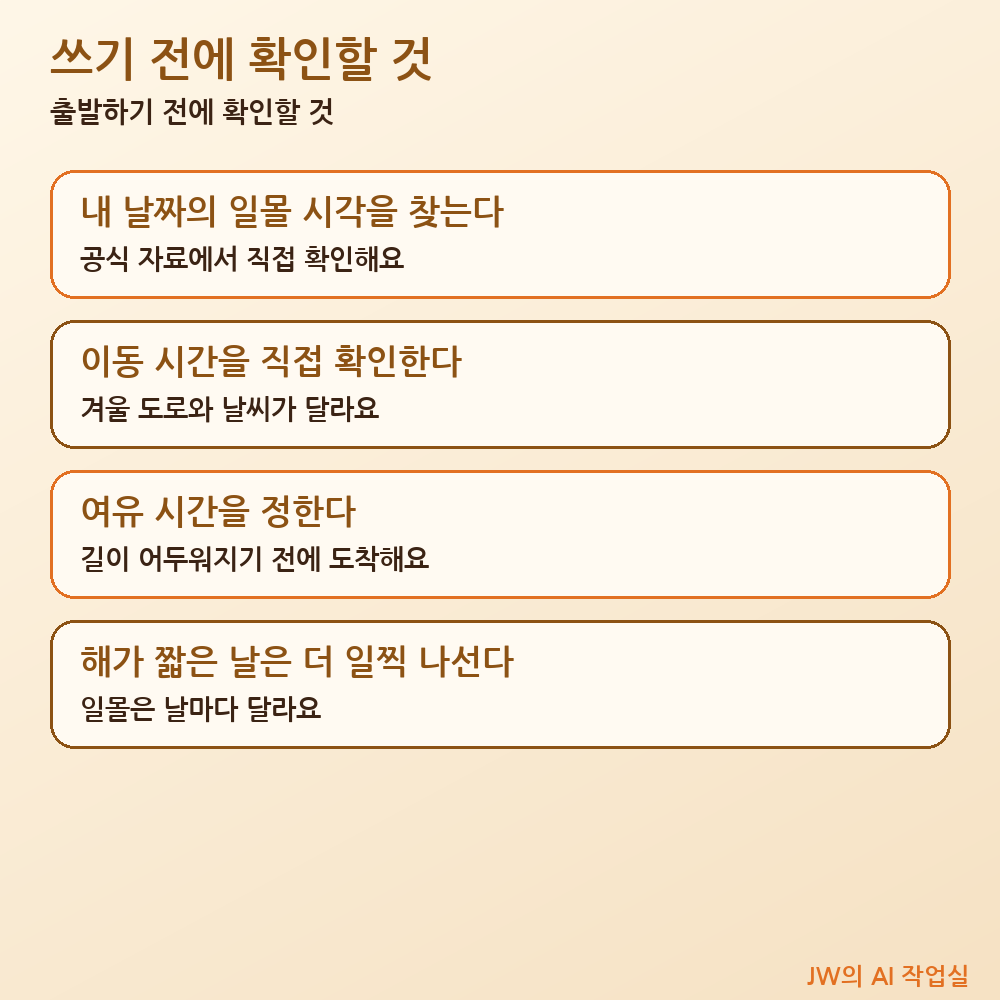 쓰기 전에 확인할 것
출발하기 전에 확인할 것
내 날짜의 일몰 시각을 찾는다
공식 자료에서 직접 확인해요
이동 시간을 직접 확인한다
겨울 도로와 날씨가 달라요
여유 시간을 정한다
길이 어두워지기 전에 도착해요
해가 짧은 날은 더 일찍 나선다
일몰은 날마다 달라요
JW의 AI 작업실